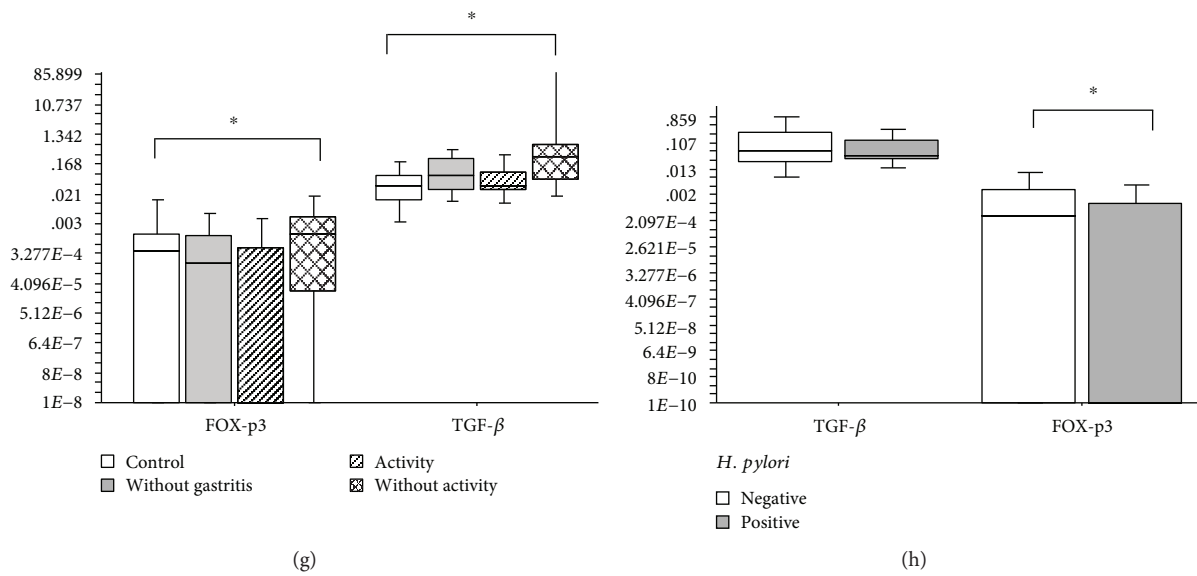 *
*
85.899
10.737
1.342
.168
.021
.003
3.277E−4
4.096E−5
5.12E−6
6.4E−7
8E−8
1E−8
FOX-p3 TGF-β
Control
Without gastritis
Activity
Without activity
(g)
*
.859
.107
.013
.002
2.097E−4
2.621E−5
3.277E−6
4.096E−7
5.12E−8
6.4E−9
8E−10
1E−10
TGF-β FOX-p3
H. pylori
Negative
Positive
(h)